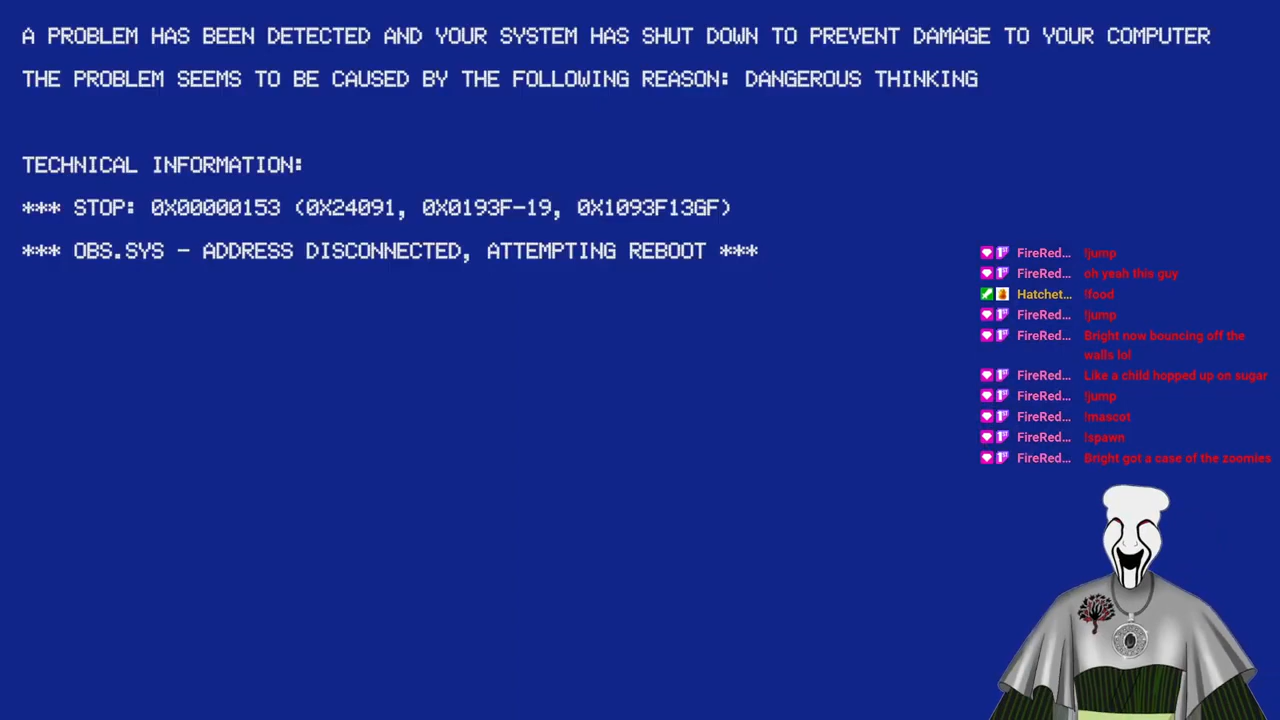 A PROBLEM HAS BEEN DETECTED AND YOUR SYSTEM HAS SHUT DOWN TO PREVENT DAMAGE TO YOUR COMPUTER
THE PROBLEM SEEMS TO BE CAUSED BY THE FOLLOWING REASON: DANGEROUS THINKING
TECHNICAL INFORMATION:
*** STOP: 0X00000153 (0X24091, 0X0193F-19, 0X1093F13GF)
*** OBS.SYS - ADDRESS DISCONNECTED, ATTEMPTING REBOOT ***
FireRed... !jump
FireRed... oh yeah this guy
Hatchet... !food
FireRed... !jump
FireRed... Bright now bouncing off the
walls lol
FireRed... Like a child hopped up on sugar
FireRed... !jump
FireRed... !mascot
FireRed... !spawn
FireRed... Bright got a case of the zoomies